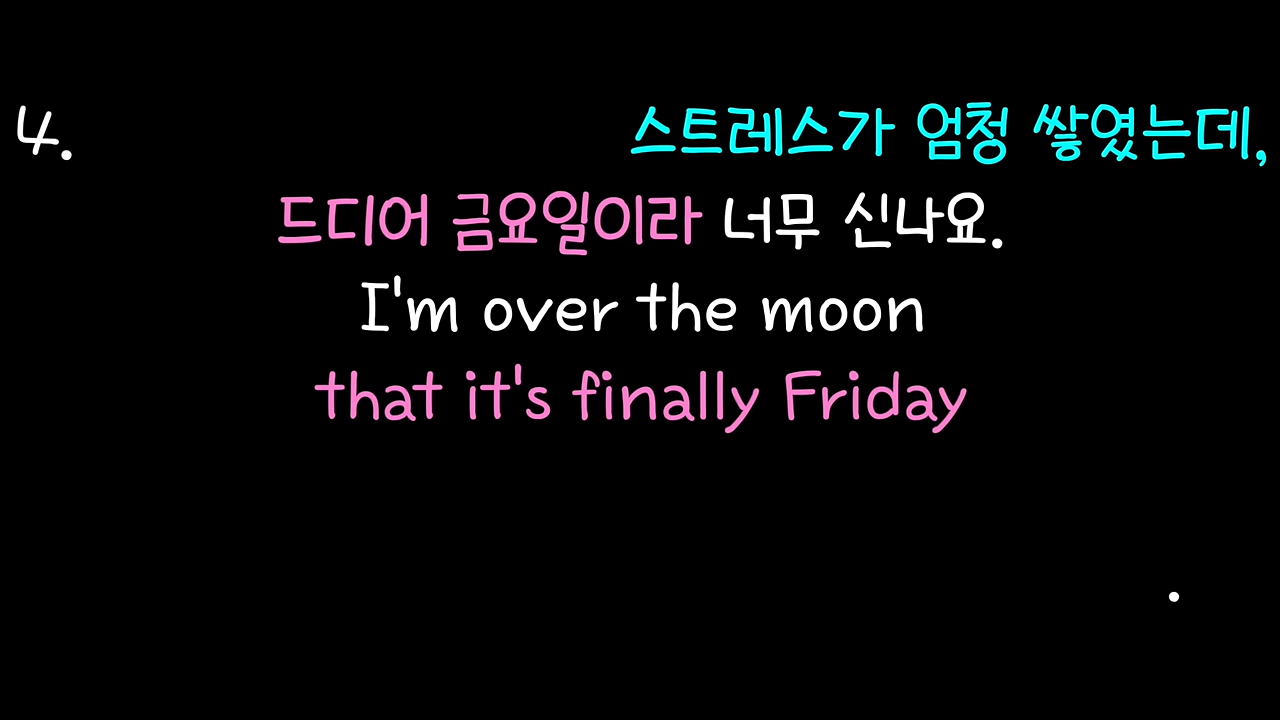 4. 스트레스가 엄청 쌓였는데,
드디어 금요일이라 너무 신나요.
I'm over the moon
that it's finally Friday
.